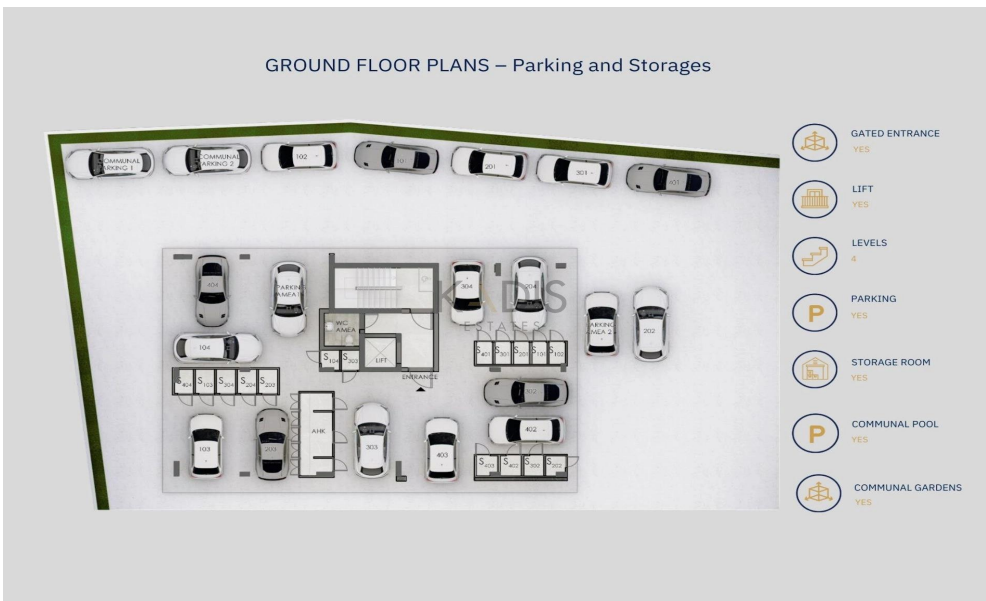 GROUND FLOOR PLANS – Parking and Storages
GATED ENTRANCE
YES
LIFT
YES
LEVELS
4
P
PARKING
YES
STORAGE ROOM
YES
P
COMMUNAL POOL
YES
COMMUNAL GARDENS
YES
COMMUNAL
PARKING 1
COMMUNAL
PARKING 2
102
201
301
401
404
PARKING
AMEA 1
304
204
KADIS
ESTATES
PARKING
AMEA 2
202
WC
AMEA
104
S104
S303
LIFT
ENTRANCE
S401
S301
S201
S101
S102
S404
S103
S304
S204
S203
302
402
103
203
AHK
303
403
S403
S402
S302
S202